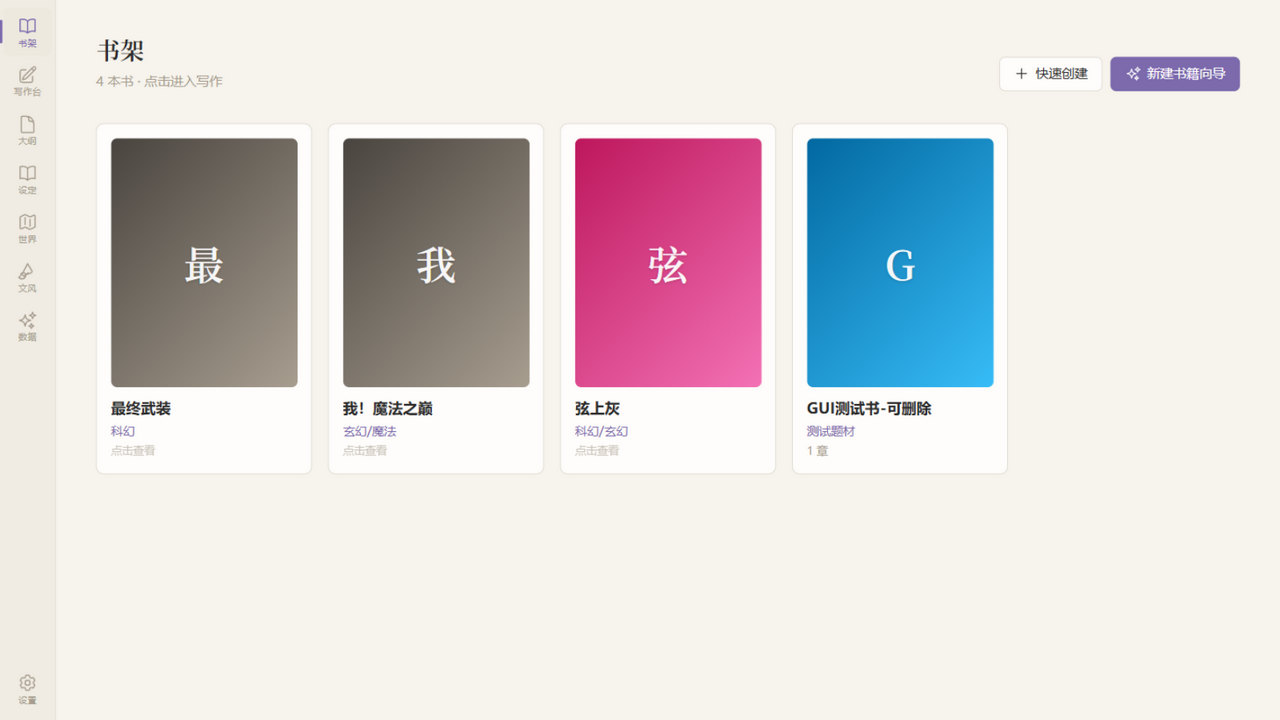 书架
写作台
大纲
设定
世界
文风
数据
设置
书架
4 本书 · 点击进入写作
快速创建
新建书籍向导
最
最终武装
科幻
点击查看
我
我！魔法之巅
玄幻/魔法
点击查看
弦
弦上灰
科幻/玄幻
点击查看
G
GUI测试书-可删除
测试题材
1 章